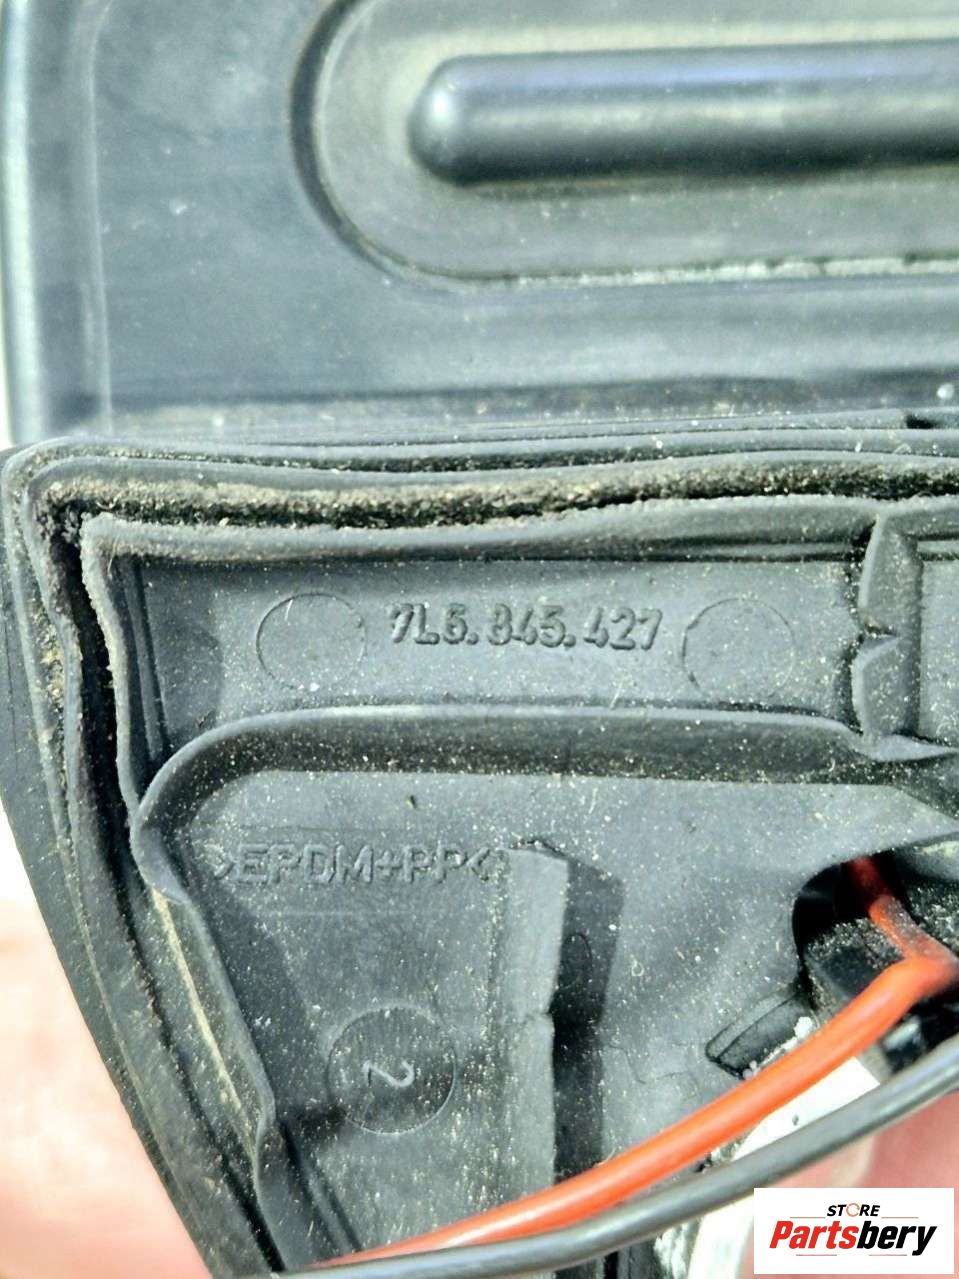 7L6.845.427
>EPDM+PP<
2
STORE
Partsbery